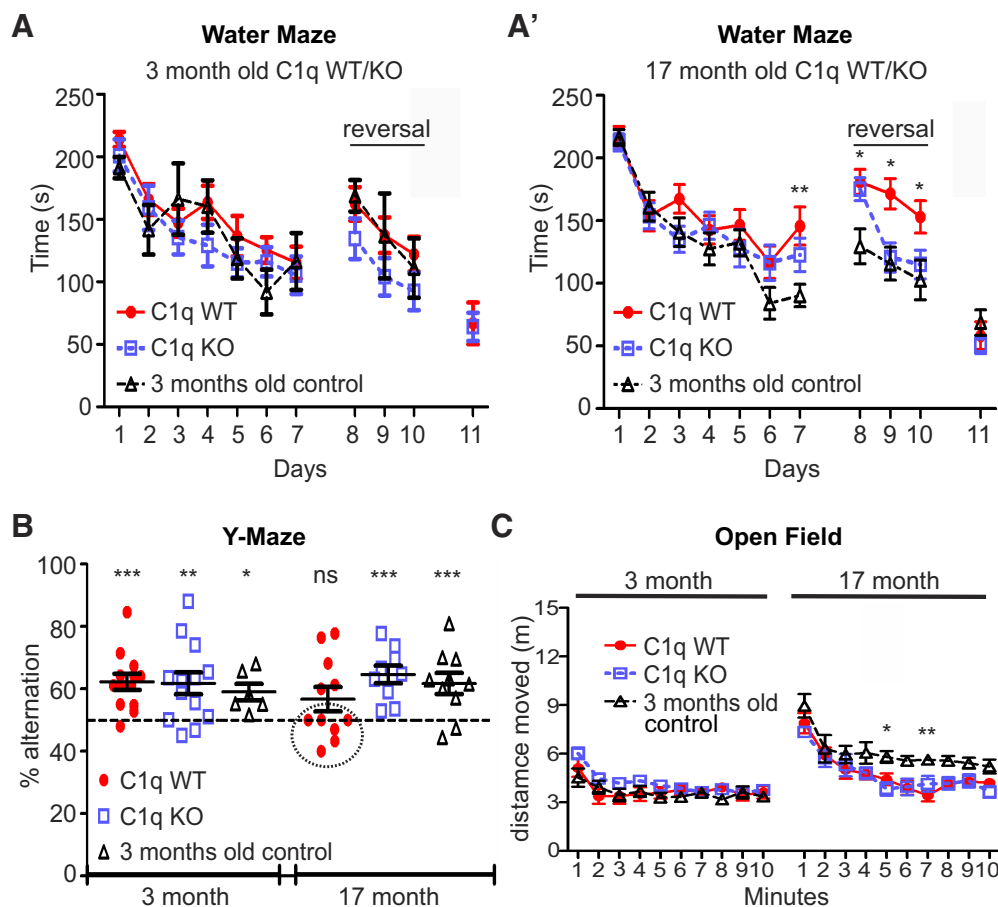 A
Water Maze
3 month old C1q WT/KO
250
200
150
100
50
0
Time (s)
reversal
C1q WT
C1q KO
3 months old control
1 2 3 4 5 6 7 8 9 10 11
Days
A'
Water Maze
17 month old C1q WT/KO
250
200
150
100
50
0
Time (s)
reversal
**
* * *
C1q WT
C1q KO
3 months old control
1 2 3 4 5 6 7 8 9 10 11
Days
B
Y-Maze
100
80
60
40
20
0
% alternation
*** ** * ns *** ***
C1q WT
C1q KO
3 months old control
3 month 17 month
C
Open Field
3 month 17 month
15
12
9
6
3
0
distamce moved (m)
C1q WT
C1q KO
3 months old
control
* **
1 2 3 4 5 6 7 8 910 1 2 3 4 5 6 7 8 910
Minutes